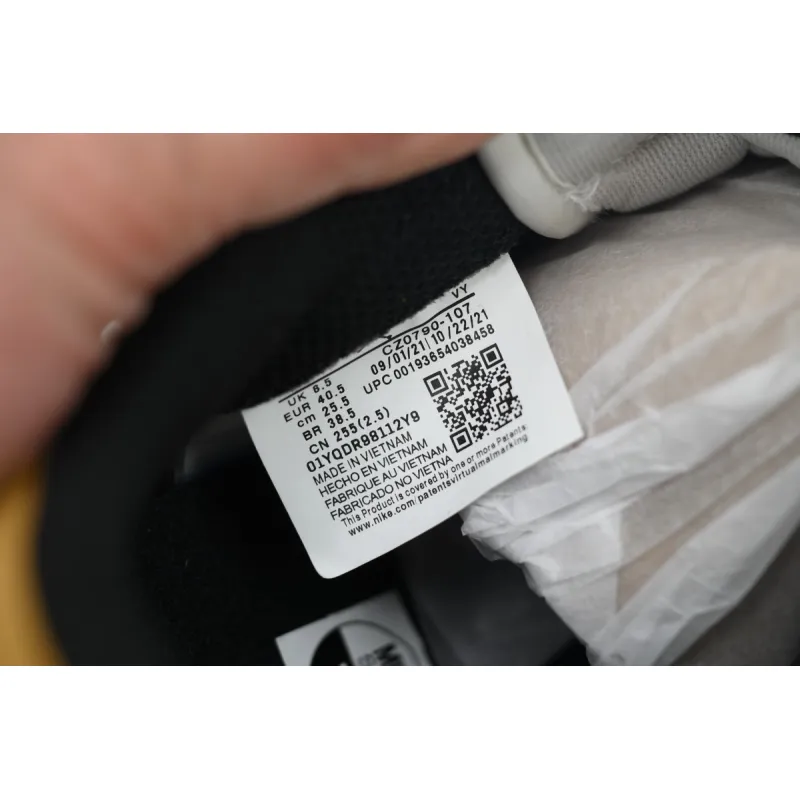 VY
CZ0790-107
09/01/21| 10/22/21
UPC 00193654038458
UK 6.5
EUR 40.5
cm 25.5
BR 38.5
CN 255(2.5)
01YQDR98112Y9
MADE IN VIETNAM
HECHO EN VIETNAM
FABRIQUE AU VIETNAM
FABRICADO NO VIETNA
This Product is covered by one or more Patents:
www.nike.com/patentsvirtualmalmarking